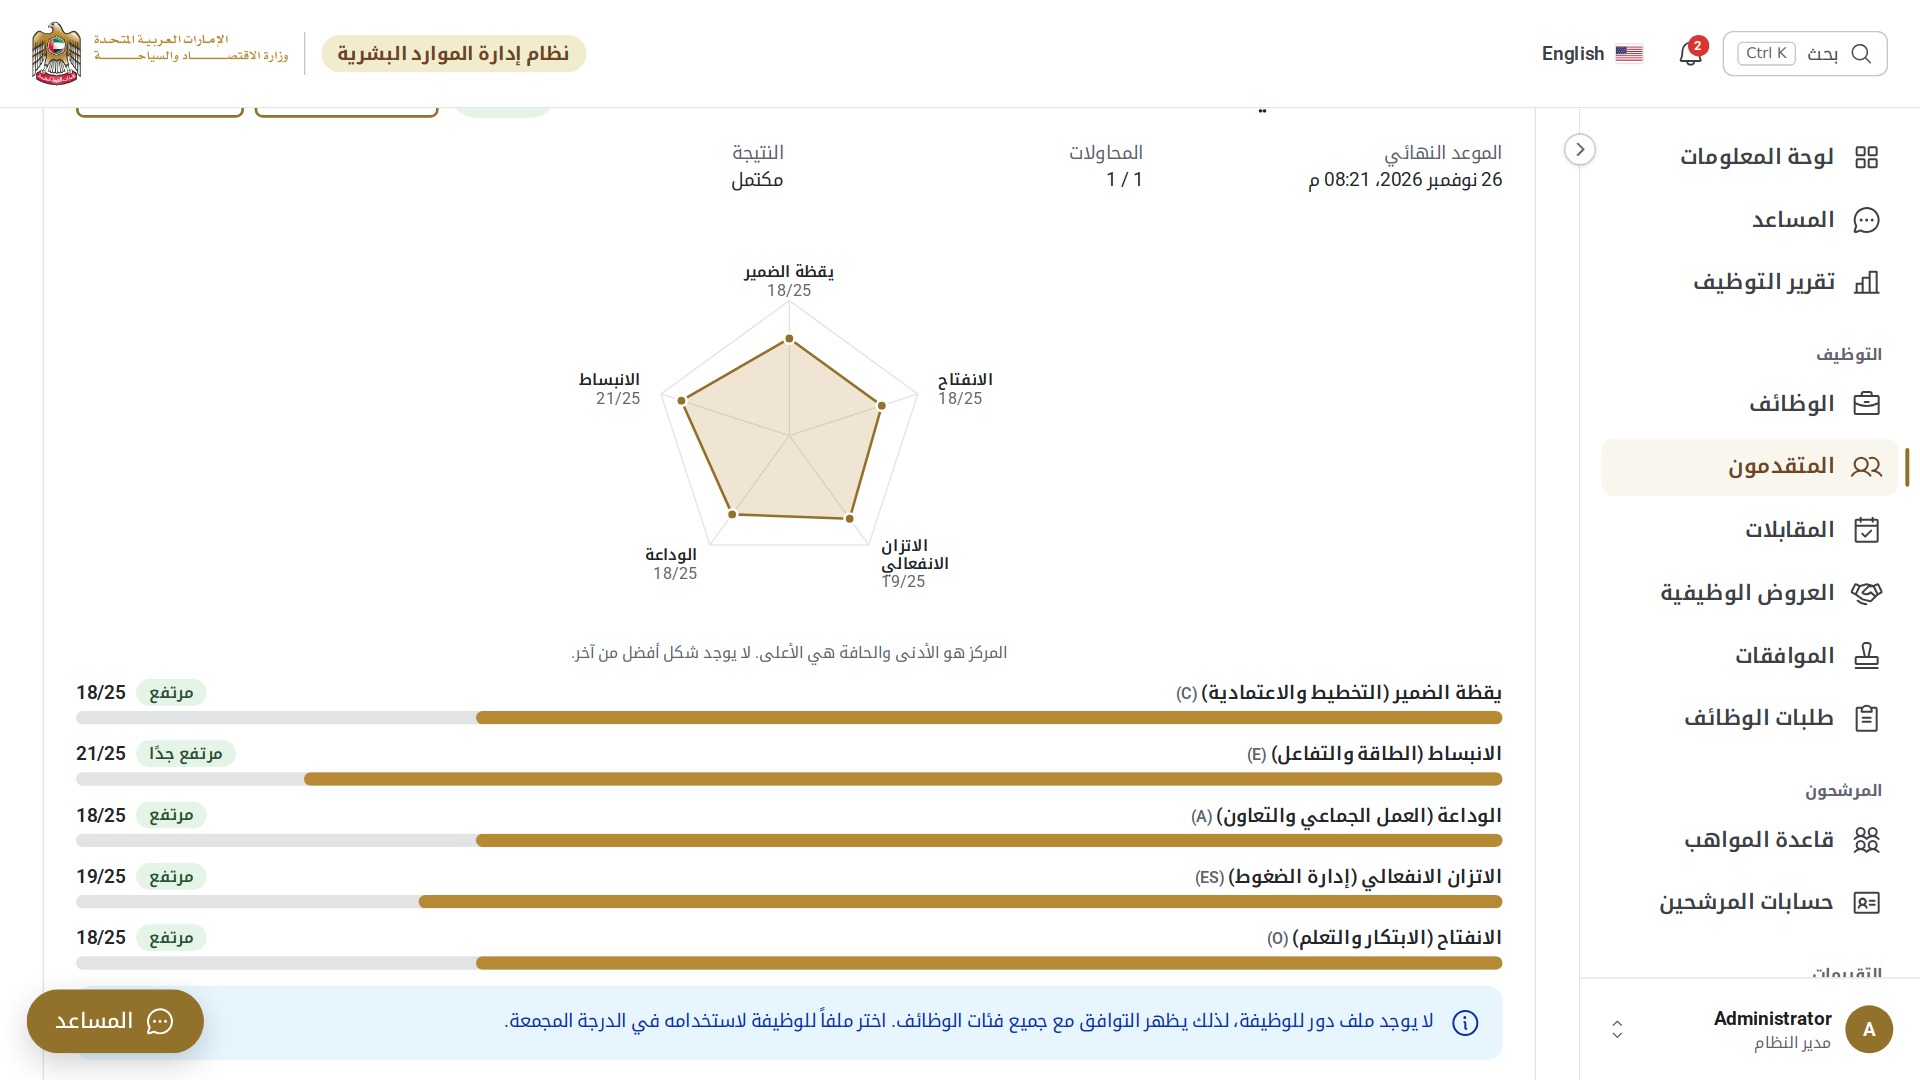 الإمارات العربية المتحدة
وزارة الاقتصاد والسياحة
نظام إدارة الموارد البشرية
English
2
بحث
Ctrl K
لوحة المعلومات
المساعد
تقرير التوظيف
التوظيف
الوظائف
المتقدمون
المقابلات
العروض الوظيفية
الموافقات
طلبات الوظائف
المرشحون
قاعدة المواهب
حسابات المرشحين
التقييمات
A
Administrator
مدير النظام
الموعد النهائي
26 نوفمبر 2026، 08:21 م
المحاولات
1 / 1
النتيجة
مكتمل
يقظة الضمير
18/25
الانفتاح
18/25
الاتزان
الانفعالي
19/25
الوداعة
18/25
الانبساط
21/25
المركز هو الأدنى والحافة هي الأعلى. لا يوجد شكل أفضل من آخر.
يقظة الضمير (التخطيط والاعتمادية) (C) مرتفع 18/25
الانبساط (الطاقة والتفاعل) (E) مرتفع جدًا 21/25
الوداعة (العمل الجماعي والتعاون) (A) مرتفع 18/25
الاتزان الانفعالي (إدارة الضغوط) (ES) مرتفع 19/25
الانفتاح (الابتكار والتعلم) (O) مرتفع 18/25
لا يوجد ملف دور للوظيفة، لذلك يظهر التوافق مع جميع فئات الوظائف. اختر ملفاً للوظيفة لاستخدامه في الدرجة المجمعة.
المساعد